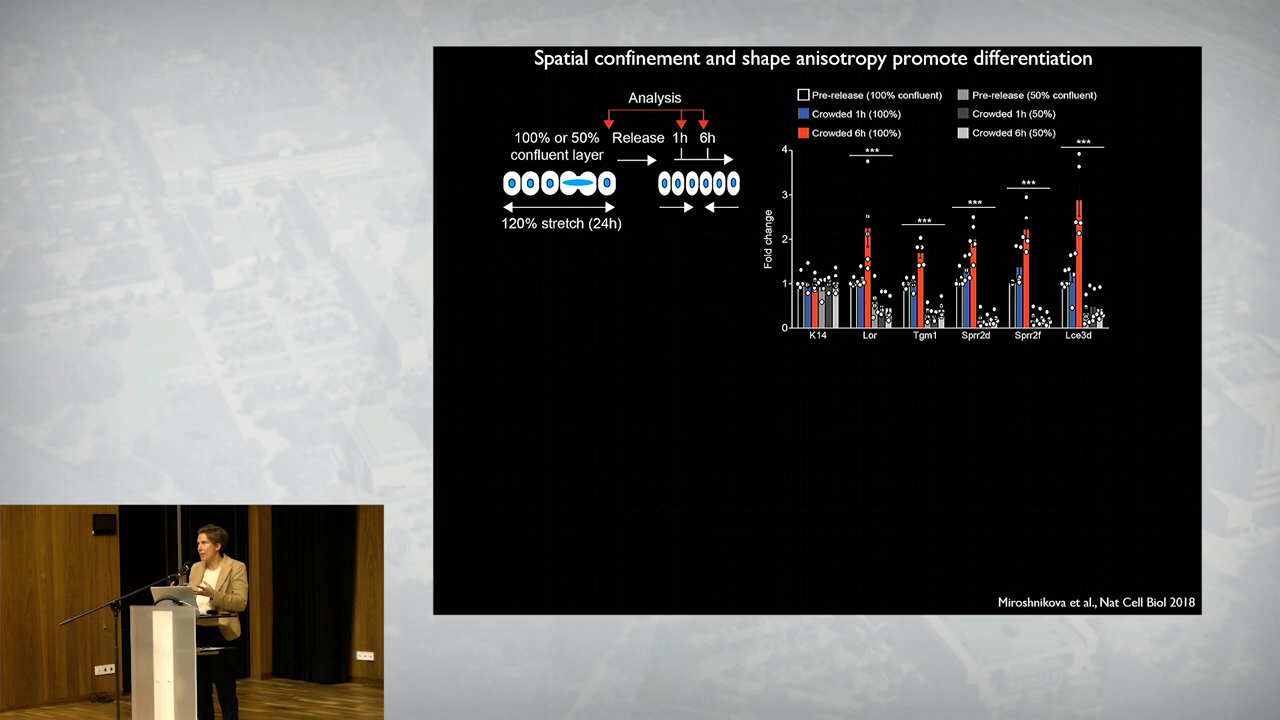 Spatial confinement and shape anisotropy promote differentiation
Analysis
100% or 50% Release 1h 6h
confluent layer
120% stretch (24h)
Pre-release (100% confluent) Pre-release (50% confluent)
Crowded 1h (100%) Crowded 1h (50%)
Crowded 6h (100%) Crowded 6h (50%)
Fold change
4
3
2
1
0
*** *** *** *** ***
K14 Lor Tgm1 Sprr2d Sprr2f Lce3d
Miroshnikova et al., Nat Cell Biol 2018